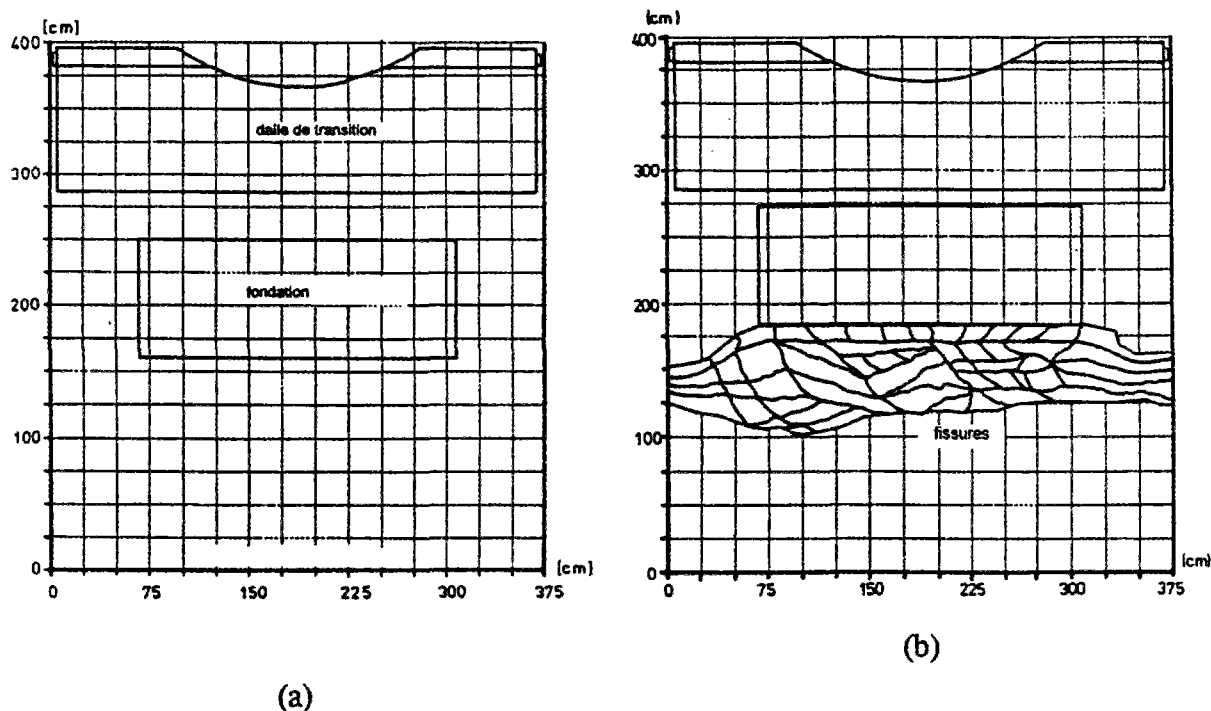 [cm]
400
300
200
100
0
0 75 150 225 300 375
[cm]
dalle de transition
fondation
(a)
(cm)
400
300
200
100
0
0 75 150 225 300 375
(cm)
fissures
(b)